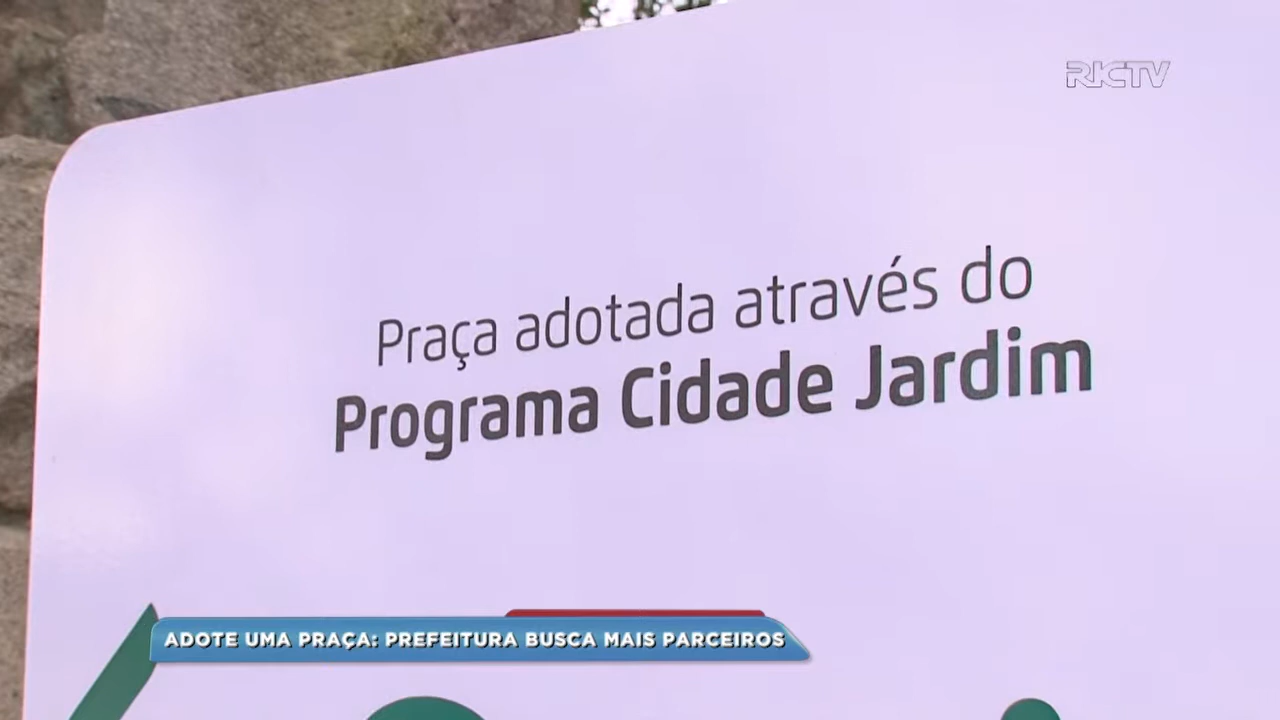 RICTV
Praça adotada através do
Programa Cidade Jardim
ADOTE UMA PRAÇA: PREFEITURA BUSCA MAIS PARCEIROS